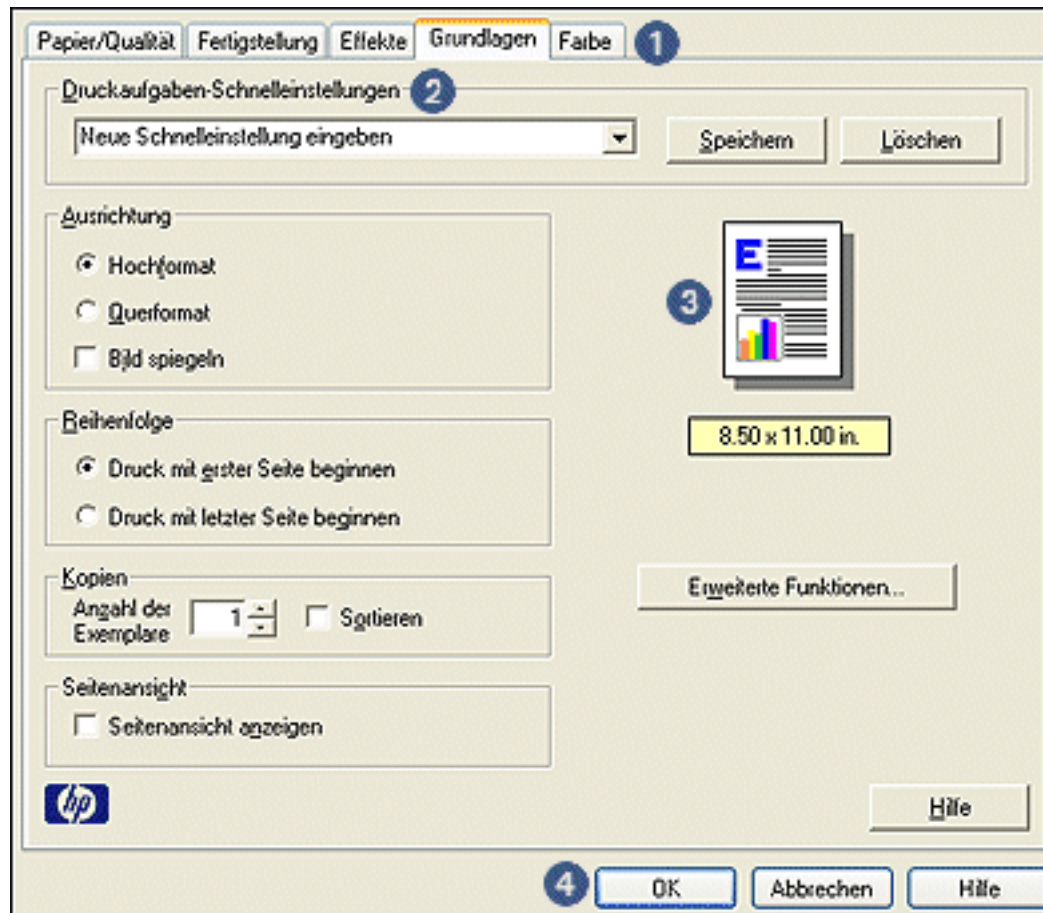 Papier/Qualität Fertigstellung Effekte Grundlagen Farbe 1
Druckaufgaben-Schnelleinstellungen 2
Neue Schnelleinstellung eingeben Speichern Löschen
Ausrichtung
Hochformat
Querformat
Bild spiegeln
3
E
8.50 x 11.00 in.
Reihenfolge
Druck mit erster Seite beginnen
Druck mit letzter Seite beginnen
Kopien
Anzahl der
Exemplare
1 Sortieren
Erweiterte Funktionen...
Seitenansicht
Seitenansicht anzeigen
hp
Hilfe
4 OK Abbrechen Hilfe